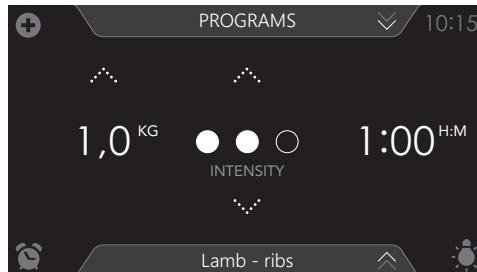 PROGRAMS
10:15
1,0 KG
1:00 H:M
INTENSITY
Lamb - ribs